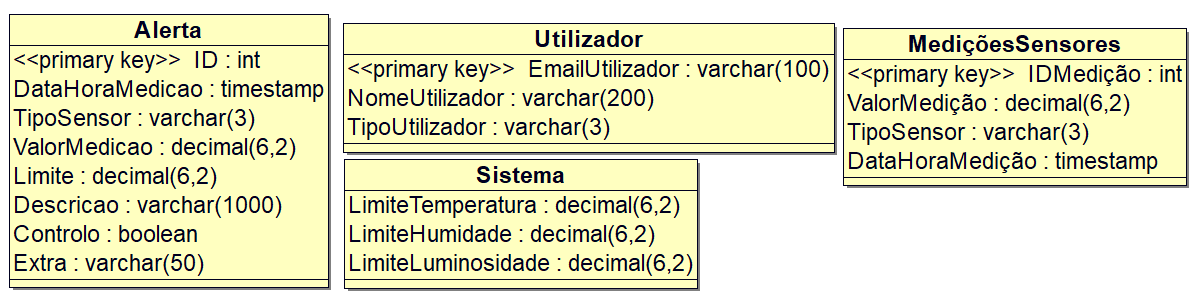 Alerta
<<primary key>> ID : int
DataHoraMedicao : timestamp
TipoSensor : varchar(3)
ValorMedicao : decimal(6,2)
Limite : decimal(6,2)
Descricao : varchar(1000)
Controlo : boolean
Extra : varchar(50)
Utilizador
<<primary key>> EmailUtilizador : varchar(100)
NomeUtilizador : varchar(200)
TipoUtilizador : varchar(3)
Sistema
LimiteTemperatura : decimal(6,2)
LimiteHumidade : decimal(6,2)
LimiteLuminosidade : decimal(6,2)
MediçõesSensores
<<primary key>> IDMedição : int
ValorMedição : decimal(6,2)
TipoSensor : varchar(3)
DataHoraMedição : timestamp